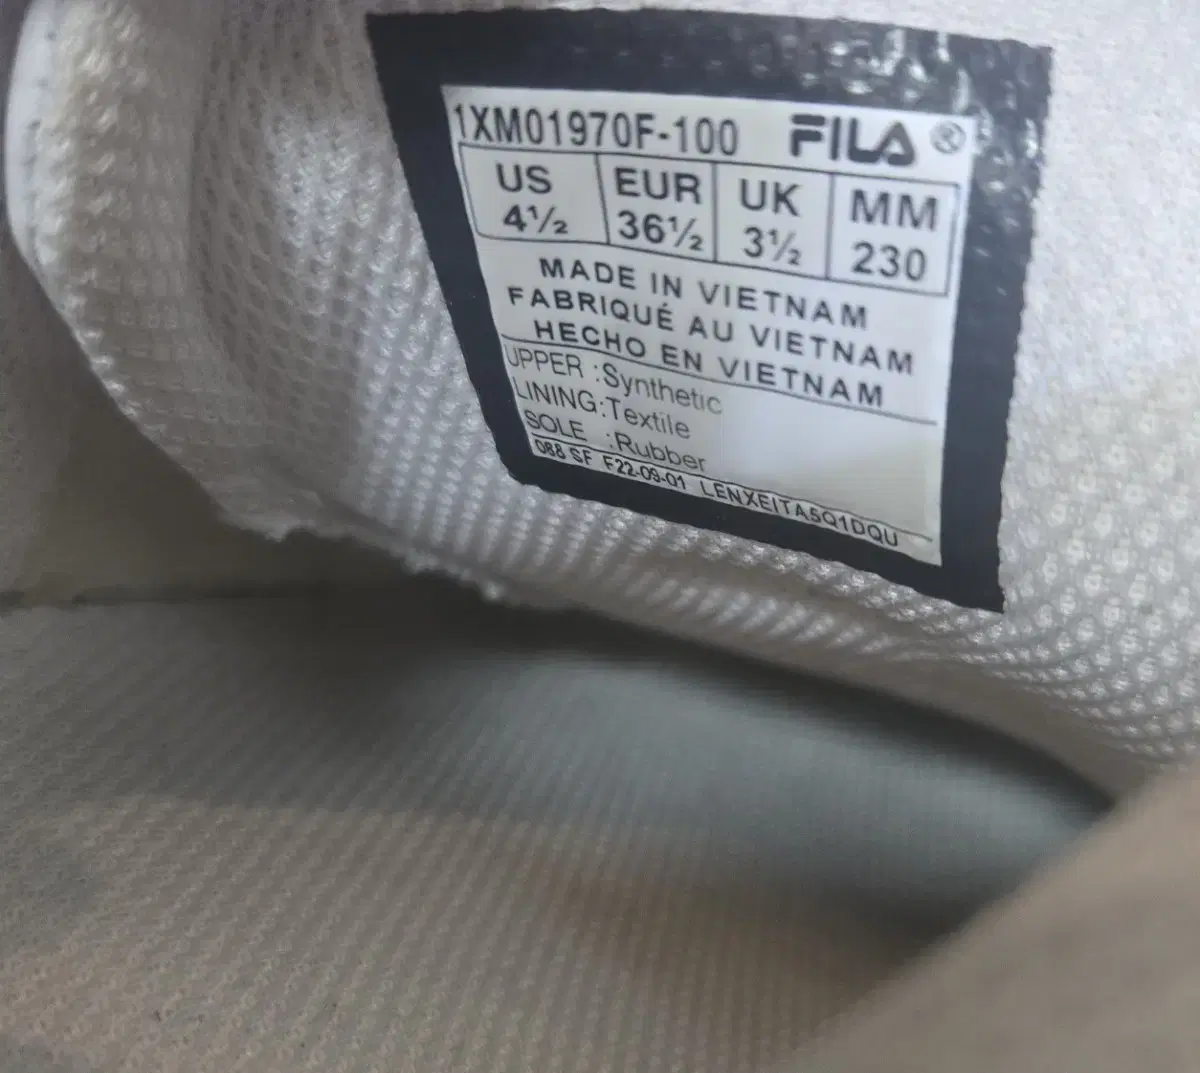 1XM01970F-100 FILA ®
US EUR UK MM
4½ 36½ 3½ 230
MADE IN VIETNAM
FABRIQUÉ AU VIETNAM
HECHO EN VIETNAM
UPPER :Synthetic
LINING:Textile
SOLE :Rubber
088 SF F22-09-01 LENXEITA5Q1DQU